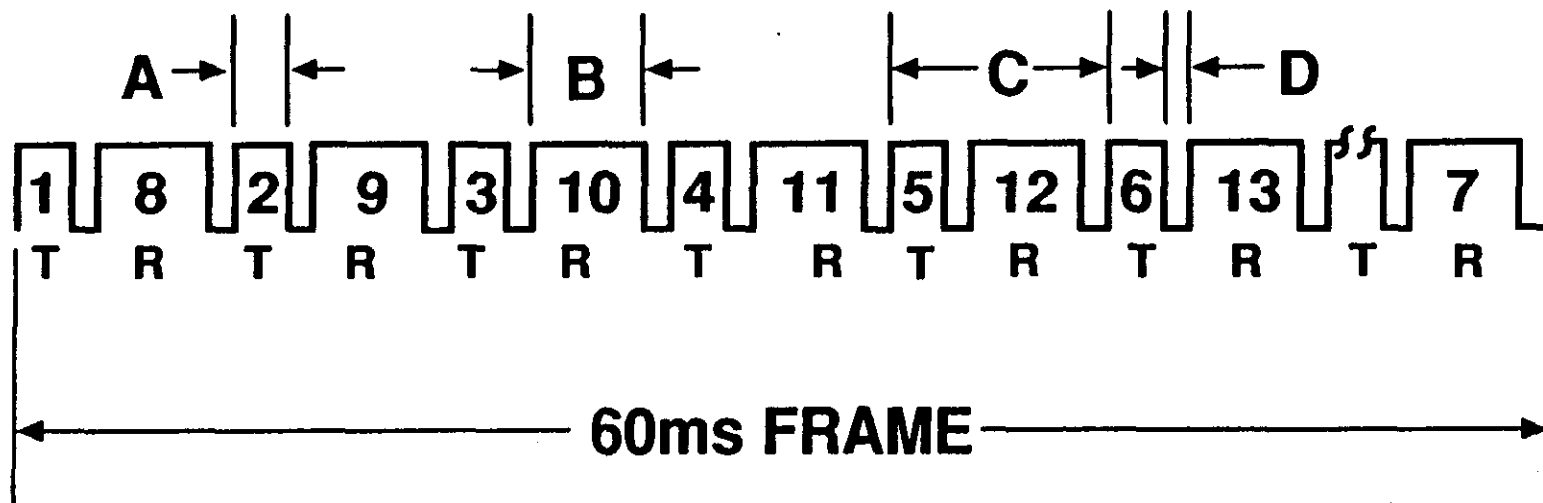 A B C D
1 8 2 9 3 10 4 11 5 12 6 13 7
T R T R T R T R T R T R T R
60ms FRAME